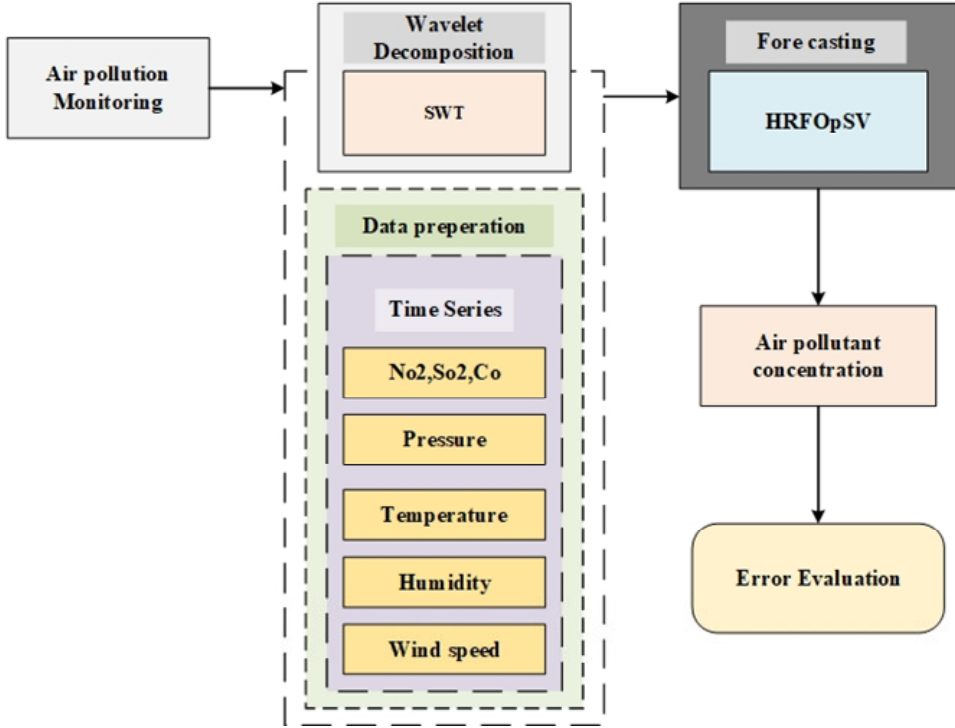 Air pollution
Monitoring
Wavelet
Decomposition
SWT
Data preperation
Time Series
No2,So2,Co
Pressure
Temperature
Humidity
Wind speed
Fore casting
HRFOpSV
Air pollutant
concentration
Error Evaluation